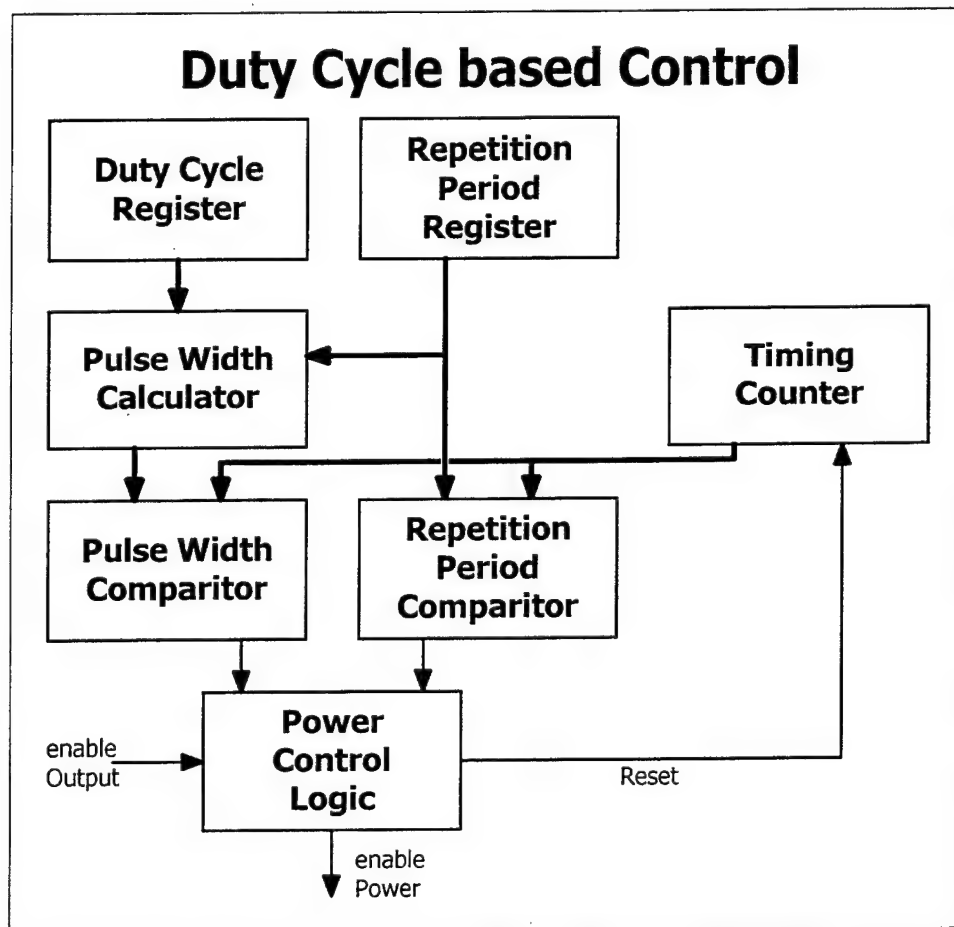 Duty Cycle based Control
Duty Cycle
Register
Repetition
Period
Register
Pulse Width
Calculator
Timing
Counter
Pulse Width
Comparitor
Repetition
Period
Comparitor
Power
Control
Logic
enable
Output
Reset
enable
Power